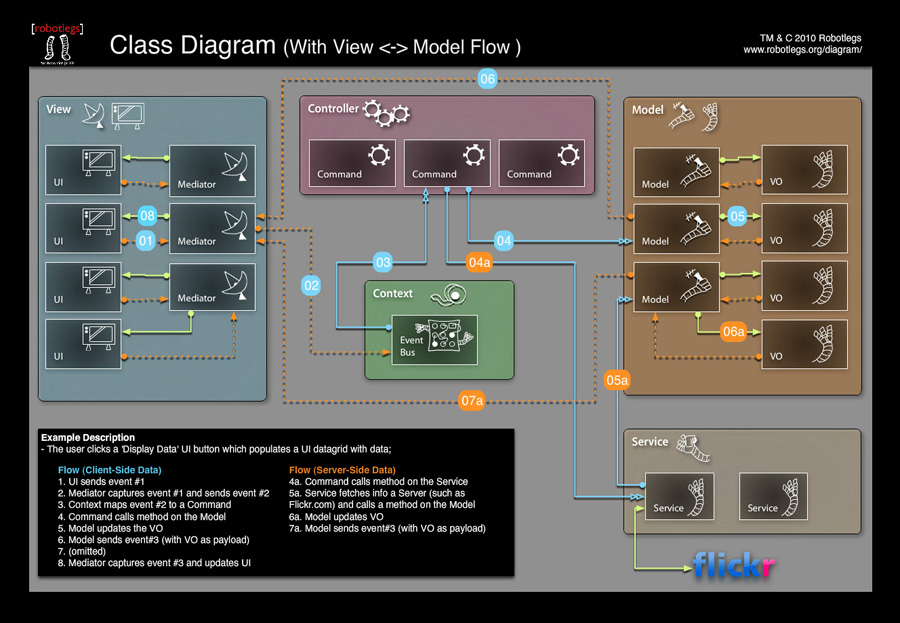 [robotlegs]
Class Diagram (With View <-> Model Flow )
TM & C 2010 Robotlegs
www.robotlegs.org/diagram/
06
View
UI
Mediator
UI
08
01
Mediator
UI
Mediator
UI
02
03
Controller
Command
Command
Command
04
04a
Context
Event
Bus
07a
Model
Model
VO
Model
05
VO
Model
VO
06a
VO
05a
Service
Service
Service
flickr
Example Description
- The user clicks a 'Display Data' UI button which populates a UI datagrid with data;
Flow (Client-Side Data)
1. UI sends event #1
2. Mediator captures event #1 and sends event #2
3. Context maps event #2 to a Command
4. Command calls method on the Model
5. Model updates the VO
6. Model sends event#3 (with VO as payload)
7. (omitted)
8. Mediator captures event #3 and updates UI
Flow (Server-Side Data)
4a. Command calls method on the Service
5a. Service fetches info a Server (such as
Flickr.com) and calls a method on the Model
6a. Model updates VO
7a. Model sends event#3 (with VO as payload)